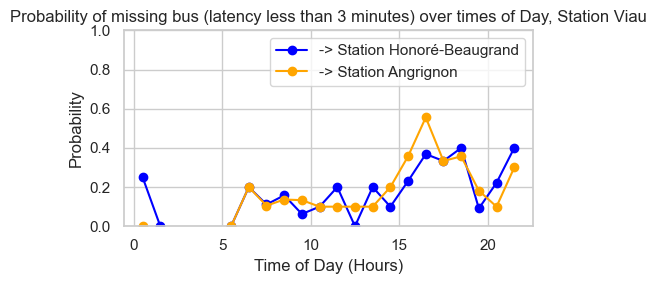 Probability of missing bus (latency less than 3 minutes) over times of Day, Station Viau
1.0
-> Station Honoré-Beaugrand
-> Station Angrignon
0.8
0.6
0.4
0.2
0.0
Probability
0 5 10 15 20
Time of Day (Hours)